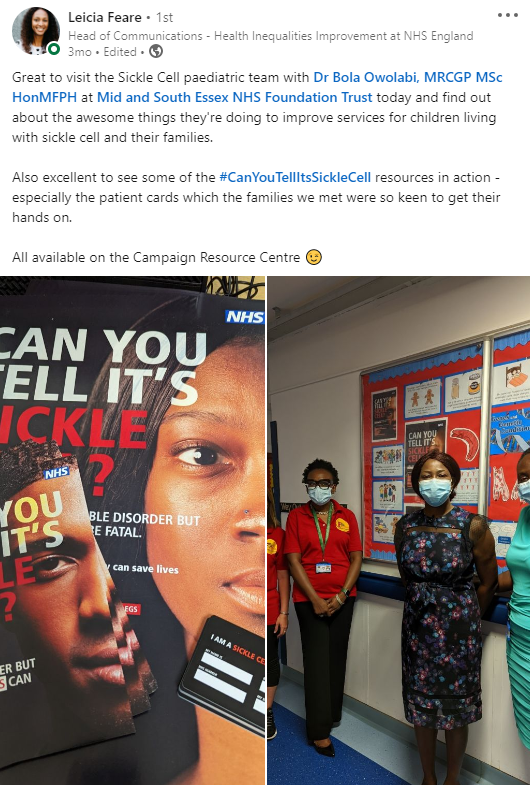 Leicia Feare • 1st
Head of Communications - Health Inequalities Improvement at NHS England
3mo • Edited •
Great to visit the Sickle Cell paediatric team with Dr Bola Owolabi, MRCGP MSc
HonMFPH at Mid and South Essex NHS Foundation Trust today and find out
about the awesome things they're doing to improve services for children living
with sickle cell and their families.
Also excellent to see some of the #CanYouTellItsSickleCell resources in action -
especially the patient cards which the families we met were so keen to get their
hands on.
All available on the Campaign Resource Centre 😉
NHS
CAN YOU
TELL IT'S
SICKLE
?
BLE DISORDER BUT
E FATAL.
can save lives
NHS
YOU
IT'S
LE
?
EGS
ER BUT
S CAN
I AM A SICKLE CE
CAN YOU
TELL IT'S